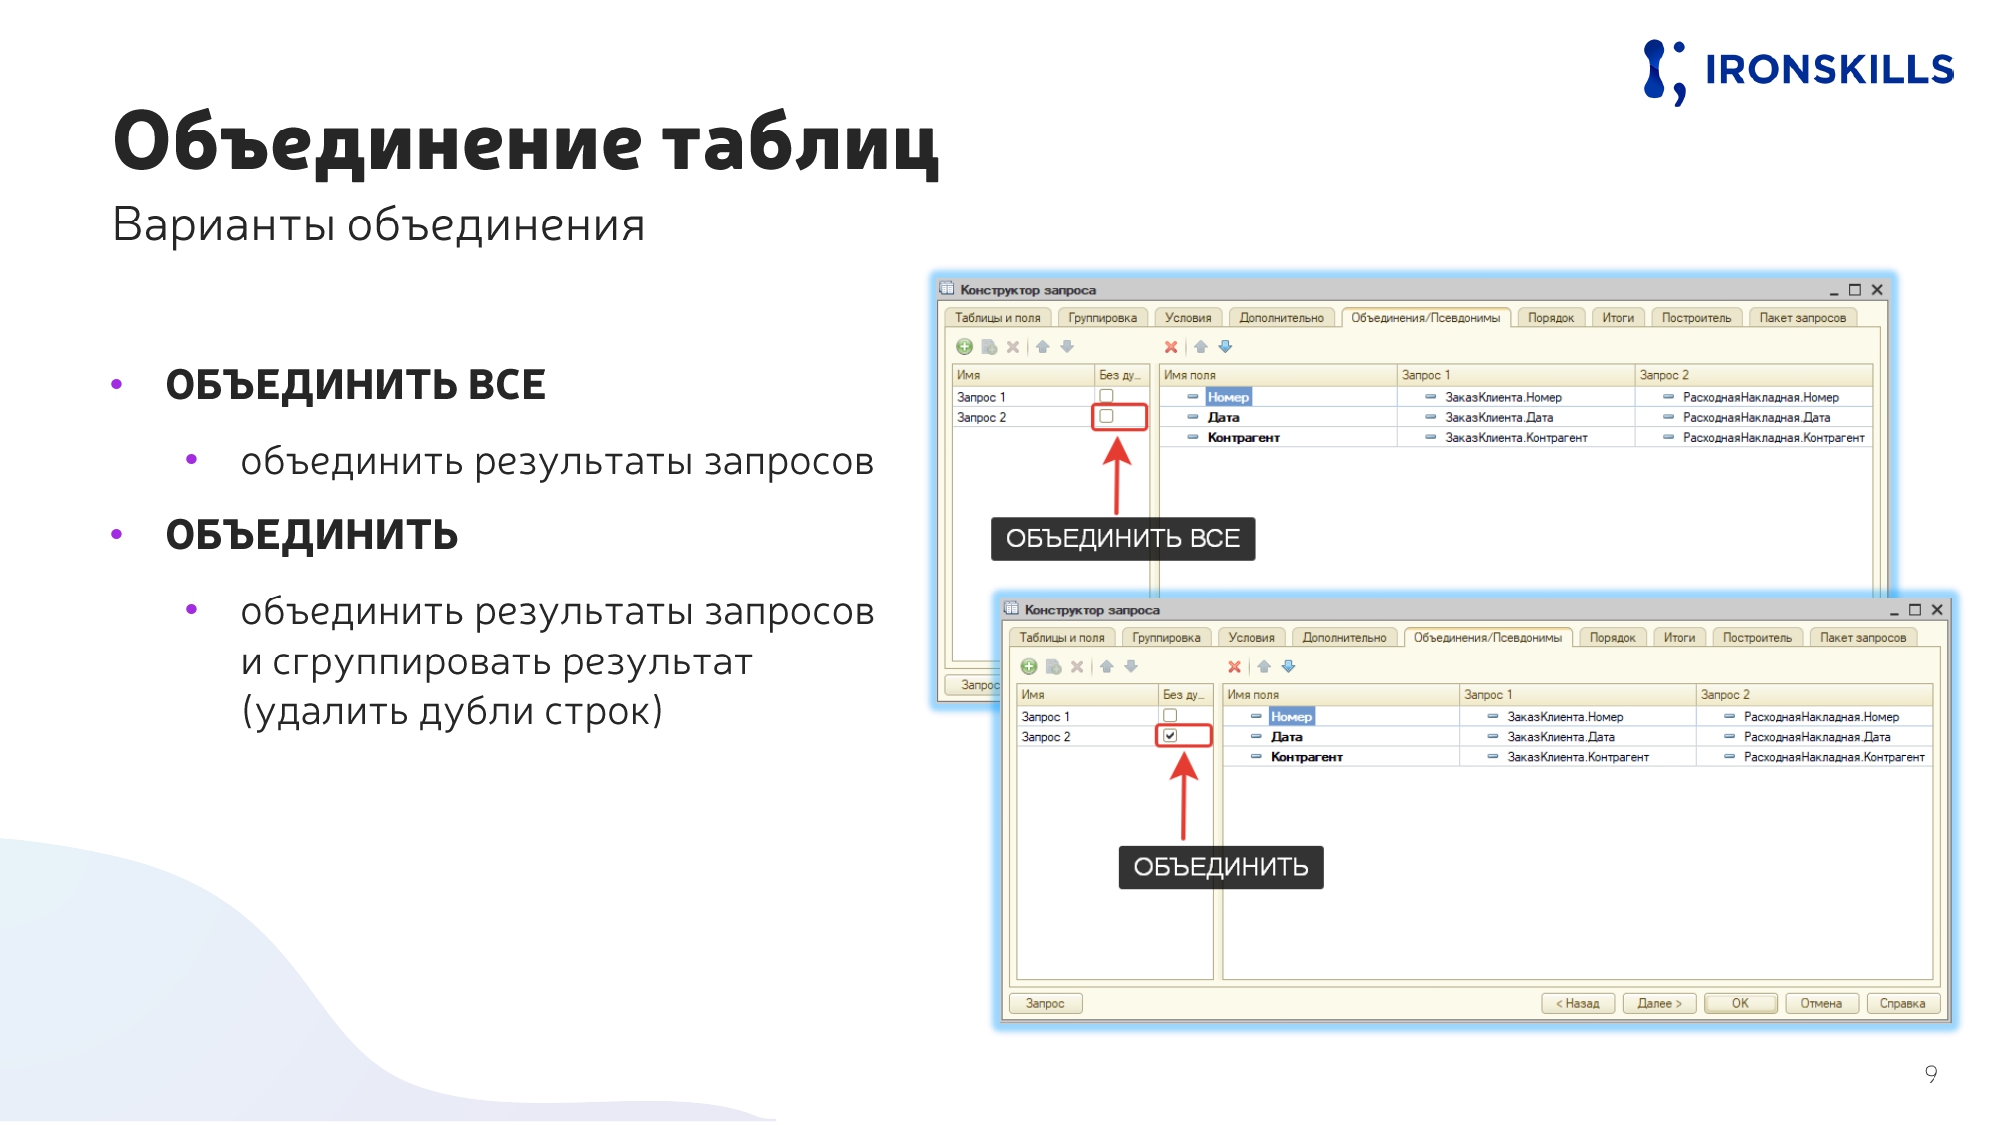 IRONSKILLS
Объединение таблиц
Варианты объединения
• ОБЪЕДИНИТЬ ВСЕ
• объединить результаты запросов
• ОБЪЕДИНИТЬ
• объединить результаты запросов
и сгруппировать результат
(удалить дубли строк)
Конструктор запроса
Таблицы и поля Группировка Условия Дополнительно Объединения/Псевдонимы Порядок Итоги Построитель Пакет запросов
Имя Без ду... Имя поля Запрос 1 Запрос 2
Запрос 1 Номер ЗаказКлиента.Номер РасходнаяНакладная.Номер
Запрос 2 Дата ЗаказКлиента.Дата РасходнаяНакладная.Дата
Контрагент ЗаказКлиента.Контрагент РасходнаяНакладная.Контрагент
ОБЪЕДИНИТЬ ВСЕ
Запрос
Конструктор запроса
Таблицы и поля Группировка Условия Дополнительно Объединения/Псевдонимы Порядок Итоги Построитель Пакет запросов
Имя Без ду... Имя поля Запрос 1 Запрос 2
Запрос 1 Номер ЗаказКлиента.Номер РасходнаяНакладная.Номер
Запрос 2 Дата ЗаказКлиента.Дата РасходнаяНакладная.Дата
Контрагент ЗаказКлиента.Контрагент РасходнаяНакладная.Контрагент
ОБЪЕДИНИТЬ
Запрос < Назад Далее > ОК Отмена Справка
9